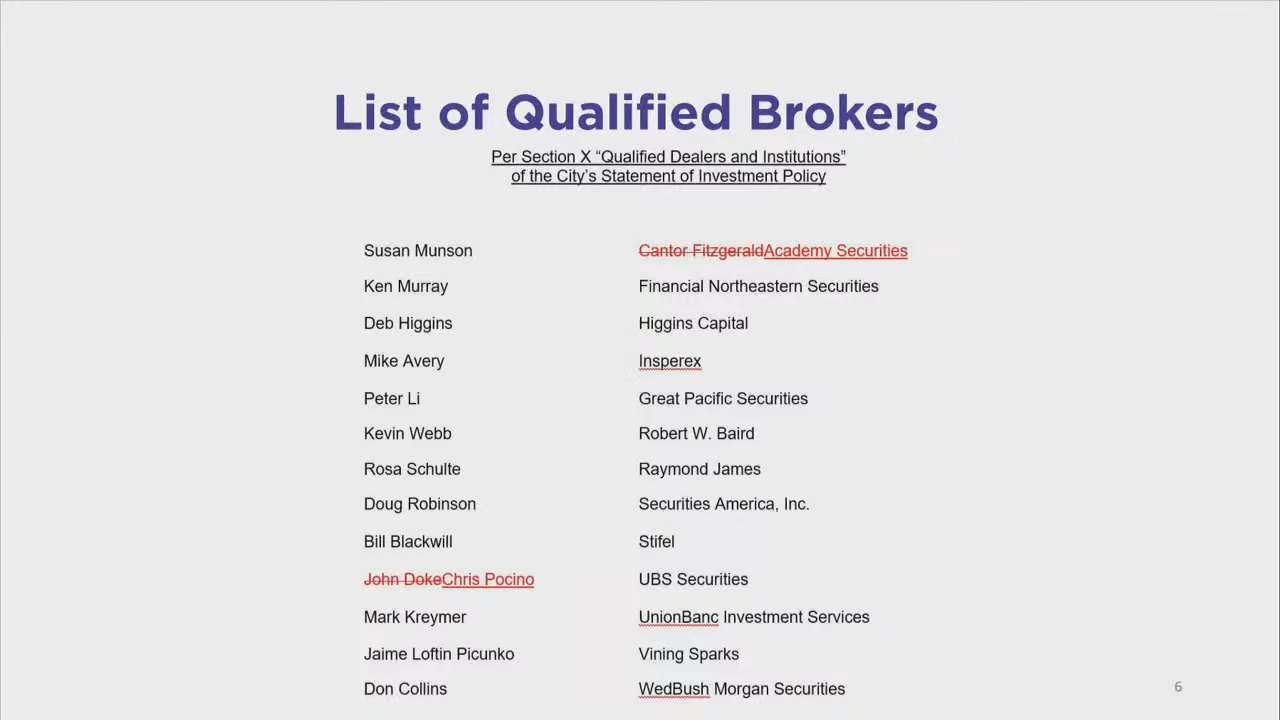 List of Qualified Brokers
Per Section X “Qualified Dealers and Institutions”
of the City’s Statement of Investment Policy
Susan Munson Cantor FitzgeraldAcademy Securities
Ken Murray Financial Northeastern Securities
Deb Higgins Higgins Capital
Mike Avery Insperex
Peter Li Great Pacific Securities
Kevin Webb Robert W. Baird
Rosa Schulte Raymond James
Doug Robinson Securities America, Inc.
Bill Blackwill Stifel
John DokeChris Pocino UBS Securities
Mark Kreymer UnionBanc Investment Services
Jaime Loftin Picunko Vining Sparks
Don Collins WedBush Morgan Securities
6